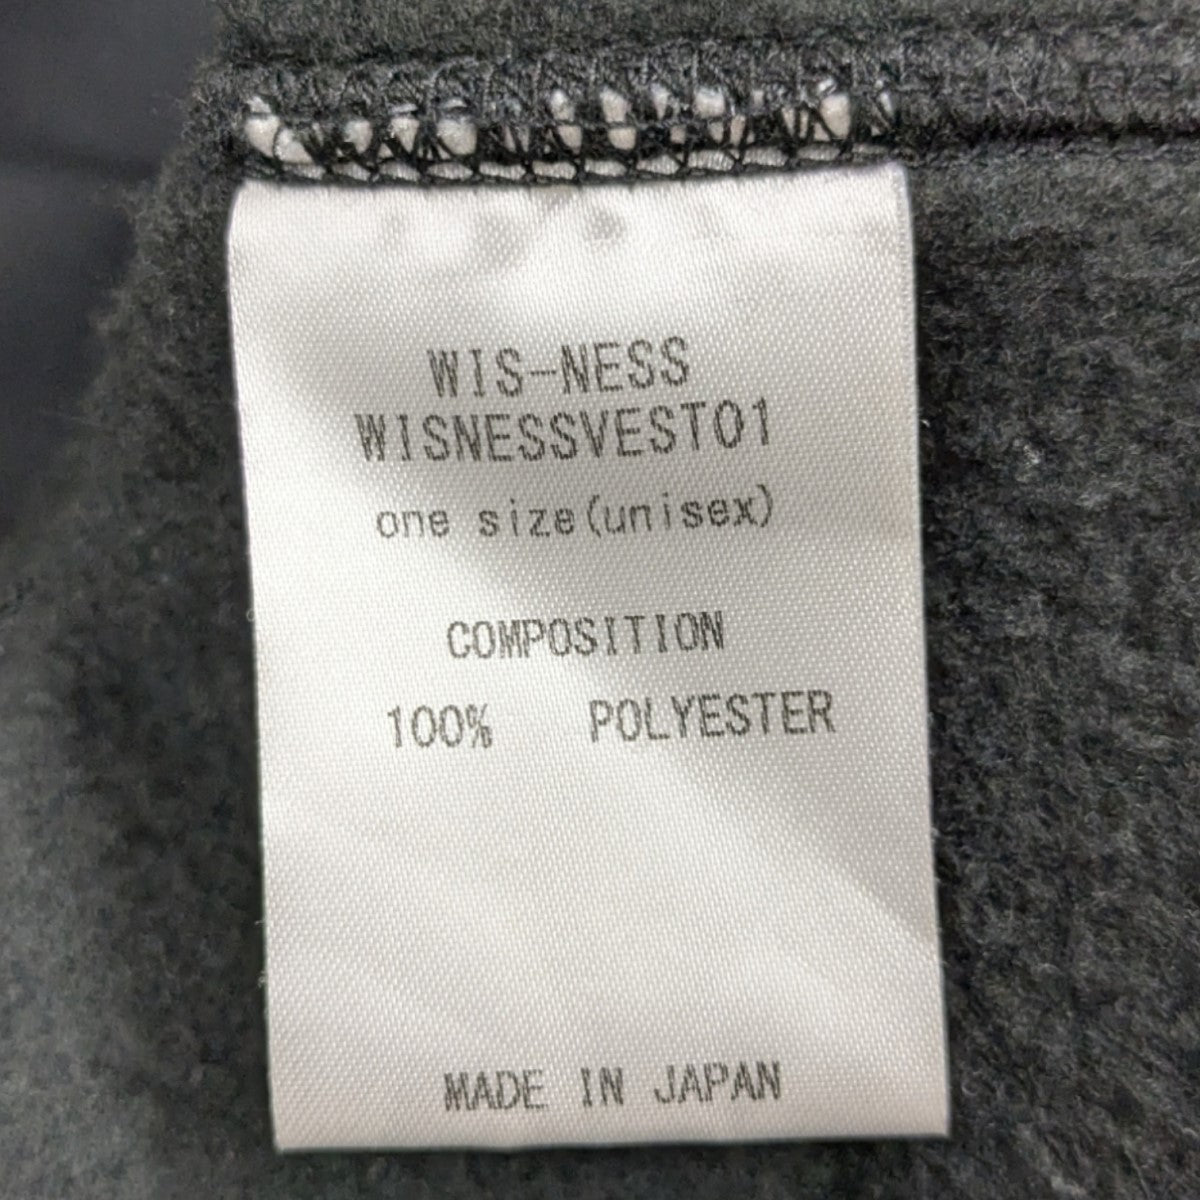 WIS-NESS
WISNESSVEST01
one size(unisex)
COMPOSITION
100% POLYESTER
MADE IN JAPAN